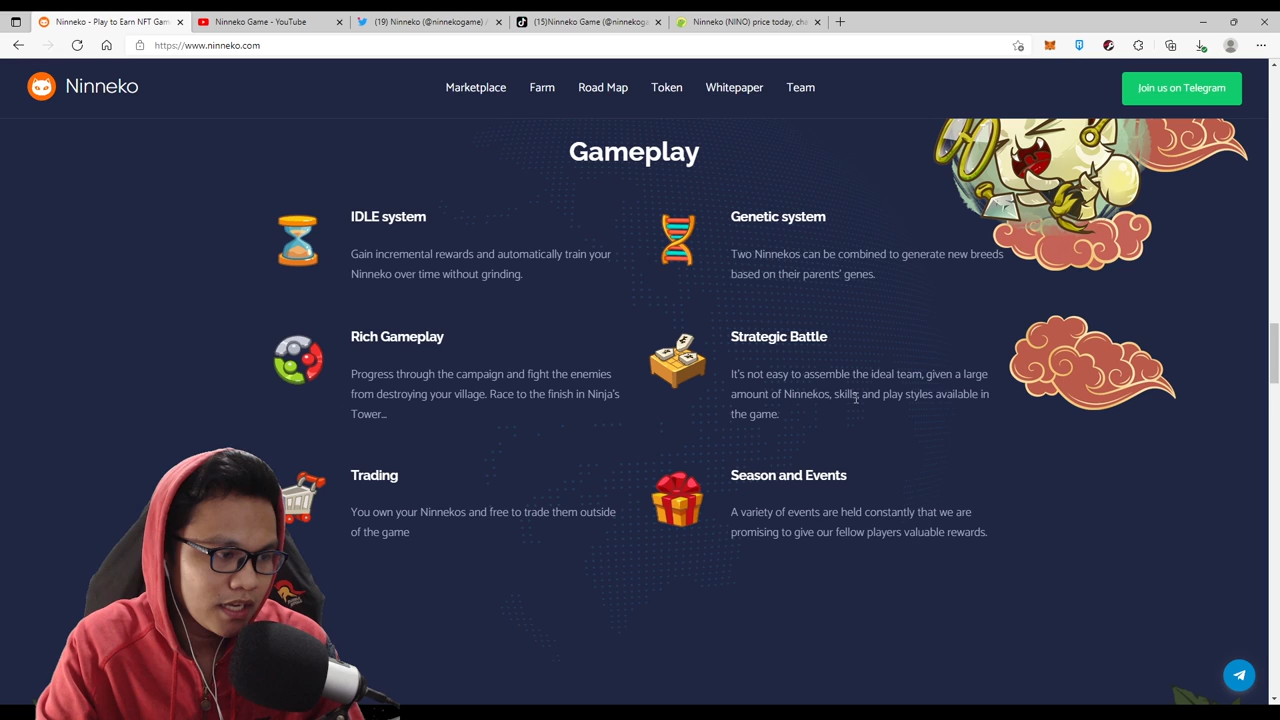 Ninneko - Play to Earn NFT Gam
Ninneko Game - YouTube
(19) Ninneko (@ninnekogame) /
(15)Ninneko Game (@ninnekoga
Ninneko (NINO) price today, cha
https://www.ninneko.com
Ninneko
Marketplace
Farm
Road Map
Token
Whitepaper
Team
Join us on Telegram
Gameplay
IDLE system
Gain incremental rewards and automatically train your
Ninneko over time without grinding.
Genetic system
Two Ninnekos can be combined to generate new breeds
based on their parents' genes.
Rich Gameplay
Progress through the campaign and fight the enemies
from destroying your village. Race to the finish in Ninja's
Tower...
Strategic Battle
It's not easy to assemble the ideal team, given a large
amount of Ninnekos, skills and play styles available in
the game.
Trading
You own your Ninnekos and free to trade them outside
of the game
Season and Events
A variety of events are held constantly that we are
promising to give our fellow players valuable rewards.